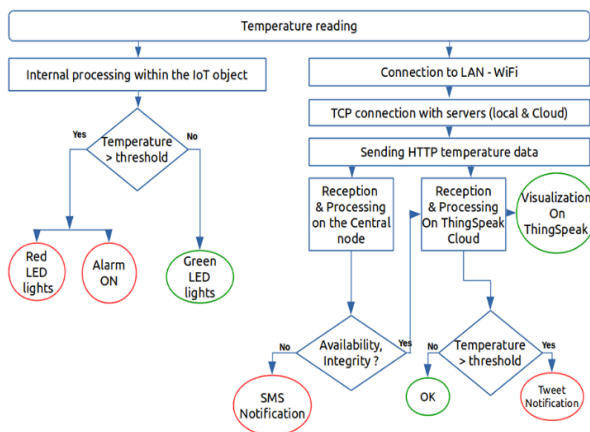 Temperature reading
Internal processing within the IoT object
Connection to LAN - WiFi
TCP connection with servers (local & Cloud)
Sending HTTP temperature data
Yes
Temperature
> threshold
No
Reception
& Processing
on the Central
node
Reception
& Processing
On ThingSpeak
Cloud
Visualization
On
ThingSpeak
Red
LED
lights
Alarm
ON
Green
LED
lights
No
Availability,
Integrity ?
Yes
No
Temperature
> threshold
Yes
SMS
Notification
OK
Tweet
Notification